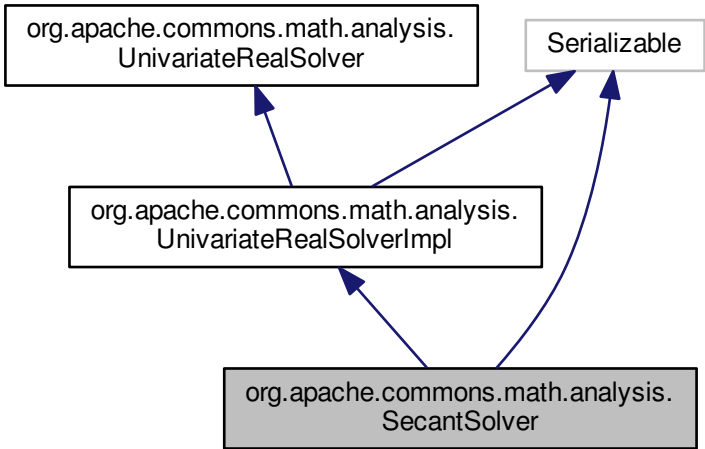 org.apache.commons.math.analysis.
UnivariateRealSolver
Serializable
org.apache.commons.math.analysis.
UnivariateRealSolverImpl
org.apache.commons.math.analysis.
SecantSolver